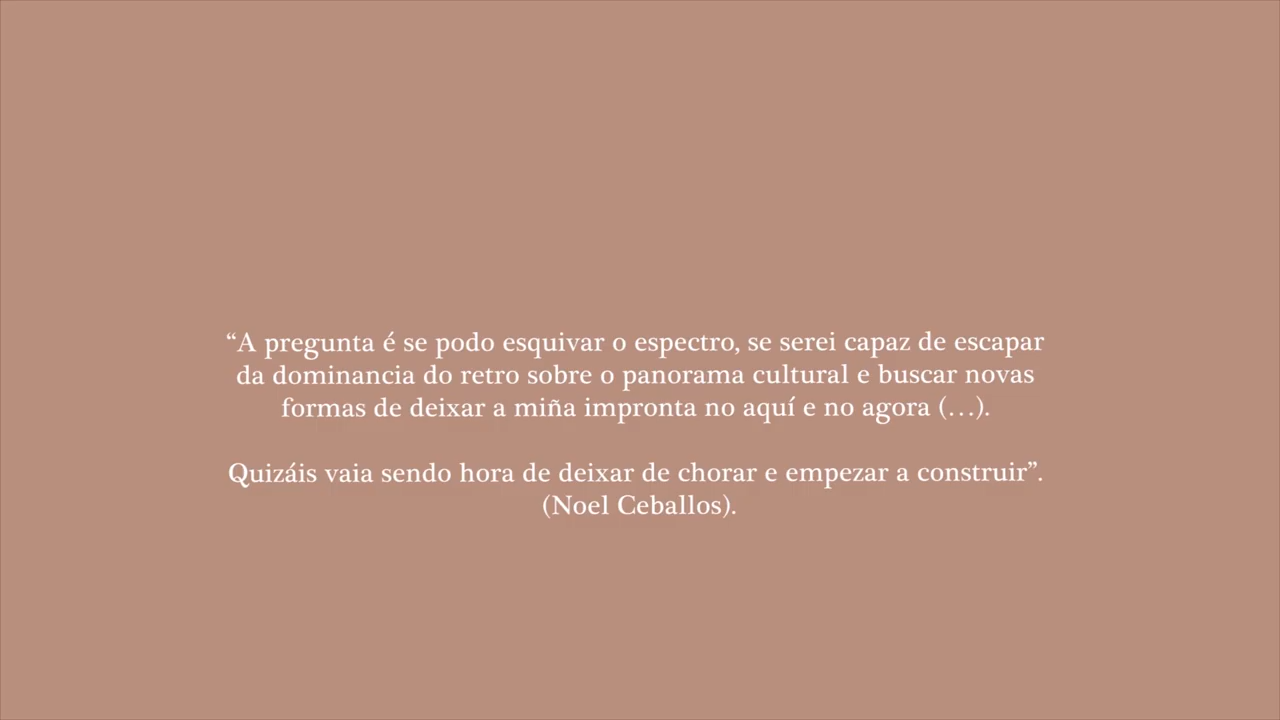 “A pregunta é se podo esquivar o espectro, se serei capaz de escapar
da dominancia do retro sobre o panorama cultural e buscar novas
formas de deixar a miña impronta no aquí e no agora (…).
Quizáis vaia sendo hora de deixar de chorar e empezar a construir”.
(Noel Ceballos).